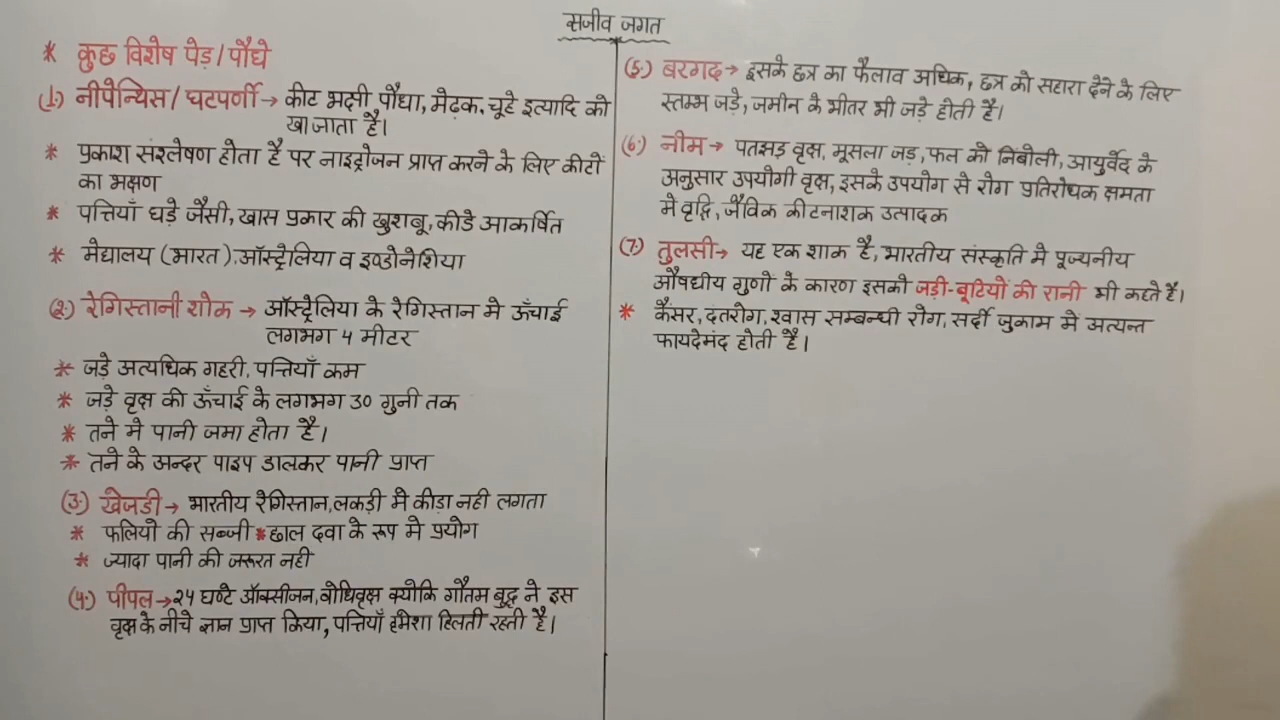 सजीव जगत
* कुछ विशेष पेड़/पौधे
(1.) नीपेन्थिस/घटपर्णी → कीट भक्षी पौधा, मेढ़क, चूहे इत्यादि को
खा जाता है।
* प्रकाश संश्लेषण होता है पर नाइट्रोजन प्राप्त करने के लिए कीटों
का भक्षण
* पत्तियाँ घड़े जैसी, खास प्रकार की खुशबू, कीडे आकर्षित
* मेघालय (भारत), ऑस्ट्रेलिया व इण्डोनेशिया
(2.) रेगिस्तानी ओक → ऑस्ट्रेलिया के रेगिस्तान मे ऊँचाई
लगभग 4 मीटर
* जड़े अत्यधिक गहरी, पत्तियाँ कम
* जड़े वृक्ष की ऊँचाई के लगभग 30 गुनी तक
* तने मे पानी जमा होता है।
* तने के अन्दर पाइप डालकर पानी प्राप्त
(3.) खेजडी → भारतीय रेगिस्तान, लकड़ी मे कीड़ा नही लगता
* फलियो की सब्जी * छाल दवा के रूप मे प्रयोग
* ज्यादा पानी की जरूरत नही
(4.) पीपल → 24 घण्टे ऑक्सीजन, बोधिवृक्ष क्योकि गौतम बुद्ध ने इस
वृक्ष के नीचे ज्ञान प्राप्त किया, पत्तियाँ हमेशा हिलती रहती है।
(5.) बरगद → इसके छत्र का फैलाव अधिक, छत्र को सहारा देने के लिए
स्तम्भ जड़े, जमीन के भीतर भी जड़े होती है।
(6.) नीम → पतझड़ वृक्ष, मूसला जड़, फल को निबोली, आयुर्वेद के
अनुसार उपयोगी वृक्ष, इसके उपयोग से रोग प्रतिरोधक क्षमता
मे वृद्वि, जैविक कीटनाशक उत्पादक
(7.) तुलसी → यह एक शाक है, भारतीय संस्कृति मे पूज्यनीय
औषधीय गुणों के कारण इसको जड़ी-बूटियों की रानी भी कहते है।
* कैंसर, दंतरोग, श्वास सम्बन्धी रोग, सर्दी जुकाम में अत्यन्त
फायदेमंद होती है।